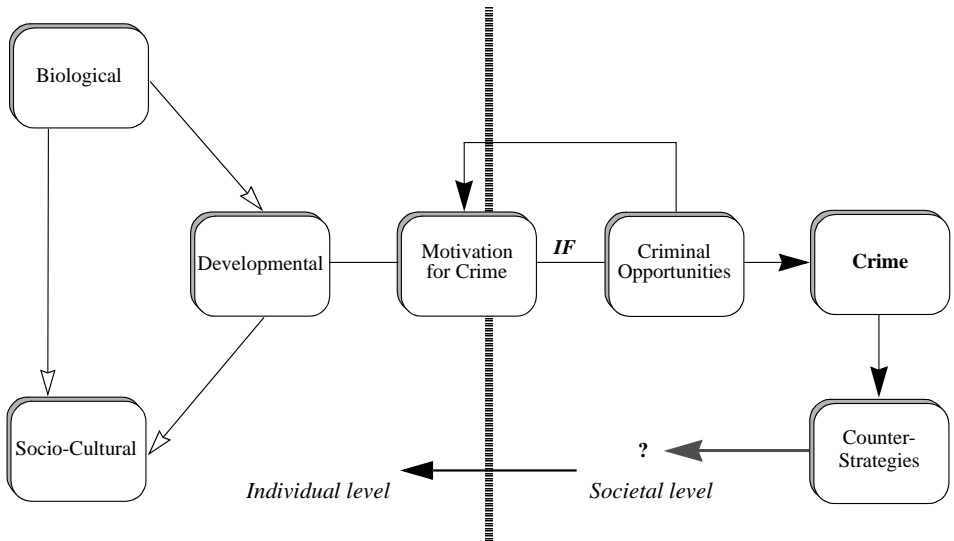 Biological
Developmental
Motivation
for Crime
IF
Criminal
Opportunities
Crime
Socio-Cultural
Counter-
Strategies
?
Individual level
Societal level